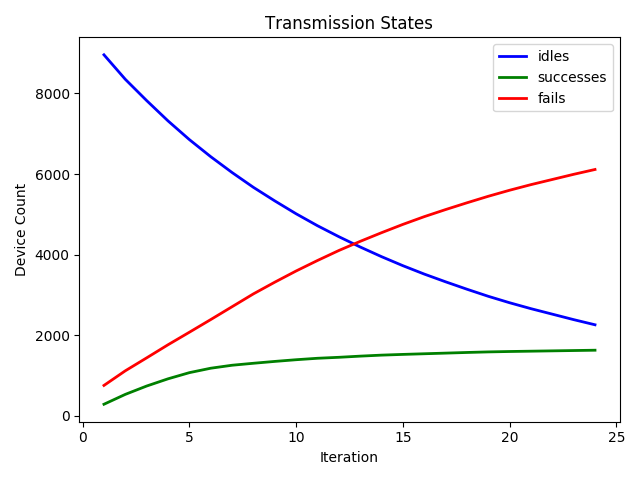 Transmission States
idles
successes
fails
8000
6000
4000
2000
0
Device Count
0 5 10 15 20 25
Iteration